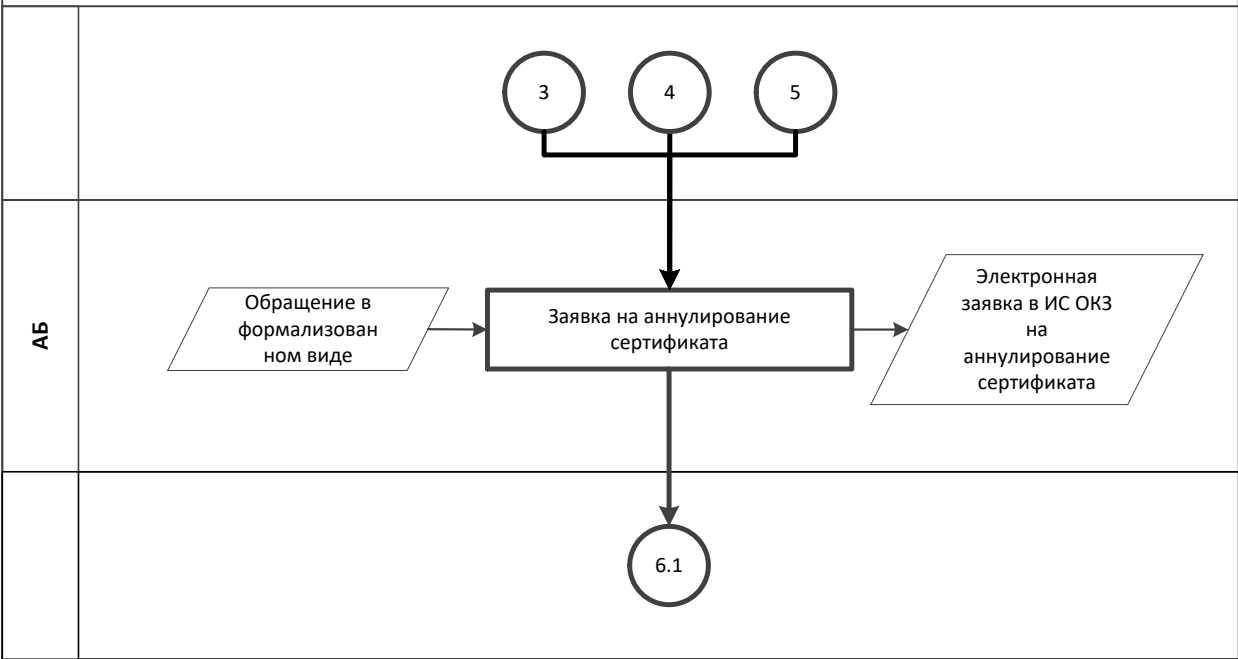 3
4
5
АБ
Обращение в
формализован
ном виде
Заявка на аннулирование
сертификата
Электронная
заявка в ИС ОКЗ
на
аннулирование
сертификата
6.1